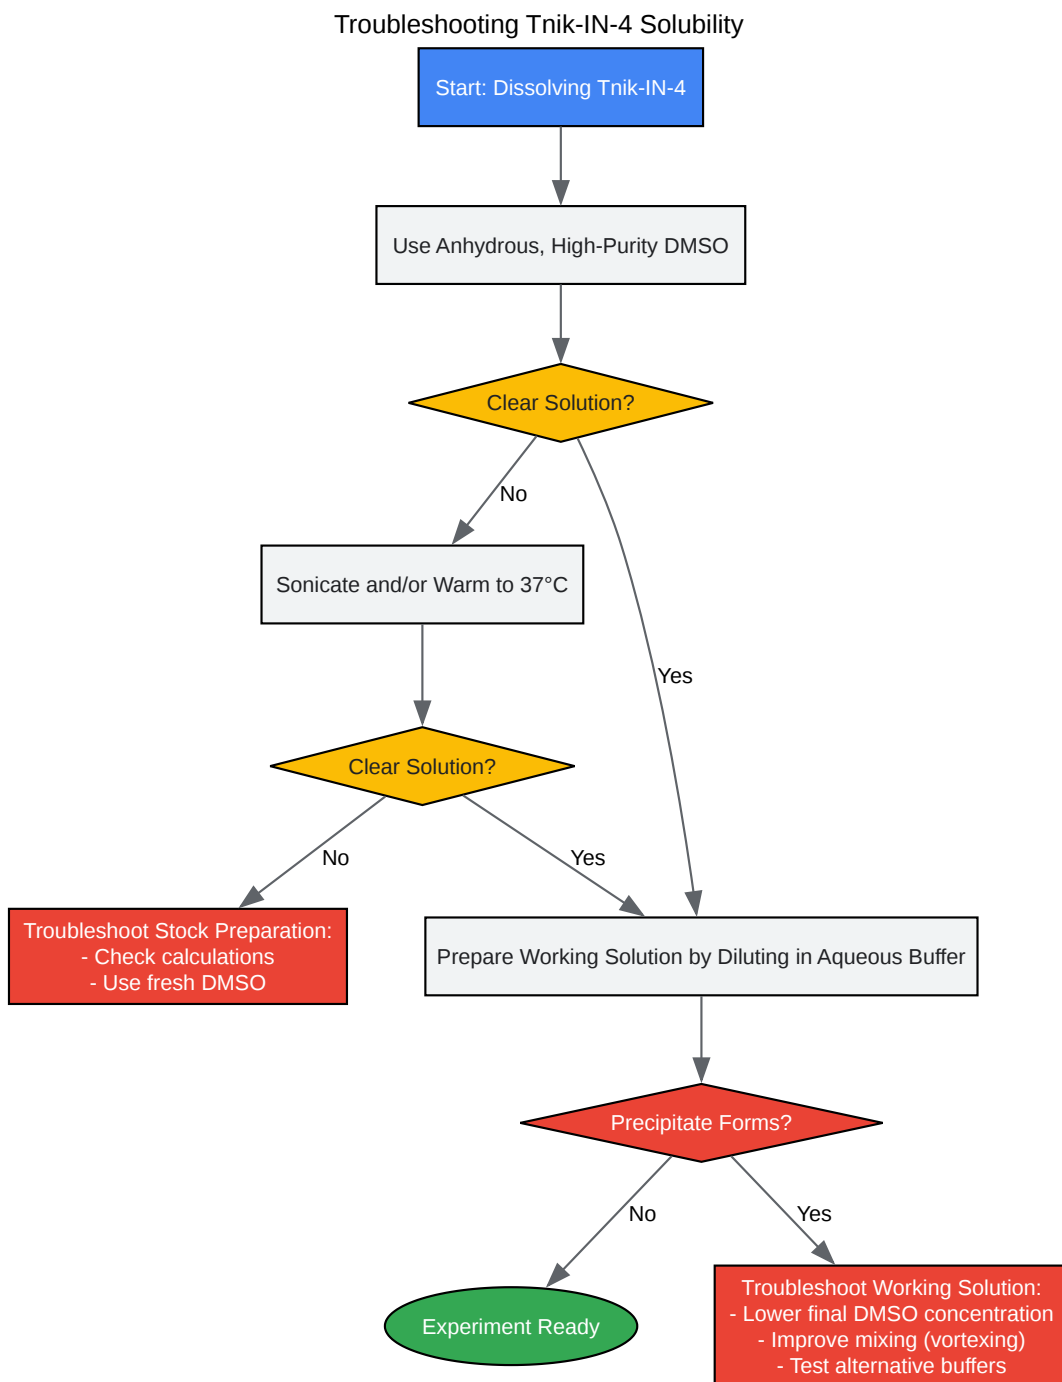 Troubleshooting Tnik-IN-4 Solubility
Start: Dissolving Tnik-IN-4
Use Anhydrous, High-Purity DMSO
Clear Solution?
No
Sonicate and/or Warm to 37°C
Yes
Clear Solution?
No
Yes
Troubleshoot Stock Preparation:
- Check calculations
- Use fresh DMSO
Prepare Working Solution by Diluting in Aqueous Buffer
Precipitate Forms?
No
Yes
Experiment Ready
Troubleshoot Working Solution:
- Lower final DMSO concentration
- Improve mixing (vortexing)
- Test alternative buffers